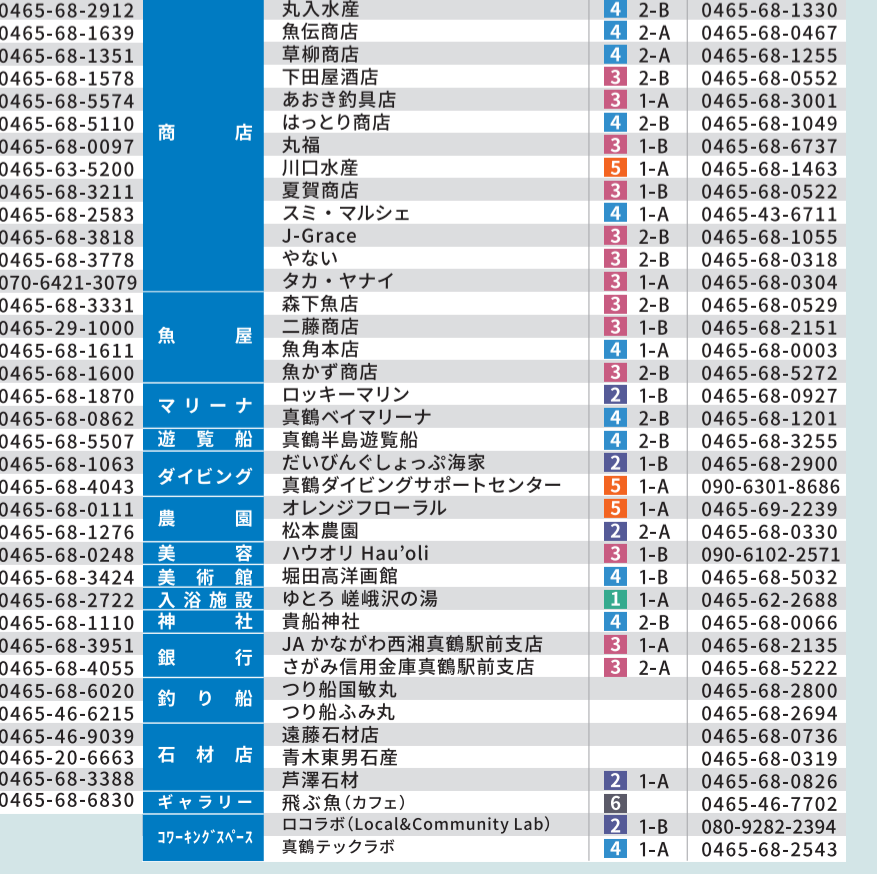 0465-68-2912 丸入水産 4 2-B 0465-68-1330
0465-68-1639 魚伝商店 4 2-A 0465-68-0467
0465-68-1351 草柳商店 4 2-A 0465-68-1255
0465-68-1578 下田屋酒店 3 2-B 0465-68-0552
0465-68-5574 あおき釣具店 3 1-A 0465-68-3001
0465-68-5110 商店 はっとり商店 4 2-B 0465-68-1049
0465-68-0097 丸福 3 1-B 0465-68-6737
0465-63-5200 川口水産 5 1-A 0465-68-1463
0465-68-3211 夏賀商店 3 1-B 0465-68-0522
0465-68-2583 スミ・マルシェ 4 1-A 0465-43-6711
0465-68-3818 J-Grace 3 2-B 0465-68-1055
0465-68-3778 やない 3 2-B 0465-68-0318
070-6421-3079 タカ・ヤナイ 3 1-A 0465-68-0304
0465-68-3331 森下魚店 3 2-B 0465-68-0529
0465-29-1000 魚屋 二藤商店 3 1-B 0465-68-2151
0465-68-1611 魚角本店 4 1-A 0465-68-0003
0465-68-1600 魚かず商店 3 2-B 0465-68-5272
0465-68-1870 マリーナ ロッキーマリン 2 1-B 0465-68-0927
0465-68-0862 真鶴ベイマリーナ 4 2-B 0465-68-1201
0465-68-5507 遊覧船 真鶴半島遊覧船 4 2-B 0465-68-3255
0465-68-1063 ダイビング だいびんぐしょっぷ海家 2 1-B 0465-68-2900
0465-68-4043 真鶴ダイビングサポートセンター 5 1-A 090-6301-8686
0465-68-0111 農園 オレンジフローラル 5 1-A 0465-69-2239
0465-68-1276 松本農園 2 2-A 0465-68-0330
0465-68-0248 美容 ハウオリ Hau’oli 3 1-B 090-6102-2571
0465-68-3424 美術館 堀田高洋画館 4 1-B 0465-68-5032
0465-68-2722 入浴施設 ゆとろ 嵯峨沢の湯 1 1-A 0465-62-2688
0465-68-1110 神社 貴船神社 4 2-B 0465-68-0066
0465-68-3951 銀行 JA かながわ西湘真鶴駅前支店 3 1-A 0465-68-2135
0465-68-4055 さがみ信用金庫真鶴駅前支店 3 2-A 0465-68-5222
0465-68-6020 釣り船 つり船国敏丸 0465-68-2800
0465-46-6215 つり船ふみ丸 0465-68-2694
0465-46-9039 遠藤石材店 0465-68-0736
0465-20-6663 石材店 青木東男石産 0465-68-0319
0465-68-3388 芦澤石材 2 1-A 0465-68-0826
0465-68-6830 ギャラリー 飛ぶ魚（カフェ） 6 0465-46-7702
コワーキングスペース ロコラボ（Local&Community Lab） 2 1-B 080-9282-2394
真鶴テックラボ 4 1-A 0465-68-2543